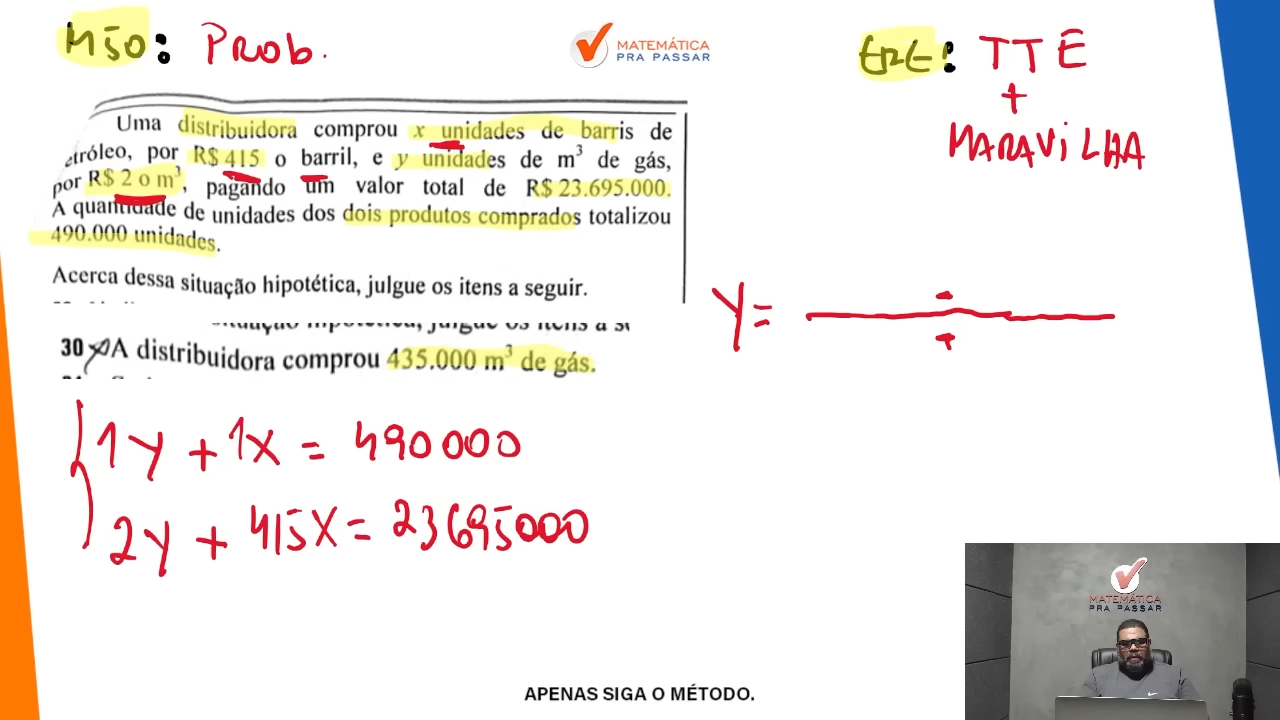 M50: PROB.
MATEMÁTICA
PRA PASSAR
TTE
+
MARAVILHA
Uma distribuidora comprou x unidades de barris de
etróleo, por R$ 415 o barril, e y unidades de m³ de gás,
por R$ 2 o m³, pagando um valor total de R$ 23.695.000.
A quantidade de unidades dos dois produtos comprados totalizou
490.000 unidades.
Acerca dessa situação hipotética, julgue os itens a seguir.
30 A distribuidora comprou 435.000 m³ de gás.
Y =
1Y + 1X = 490000
2Y + 415X = 23695000
MATEMÁTICA
PRA PASSAR
APENAS SIGA O MÉTODO.